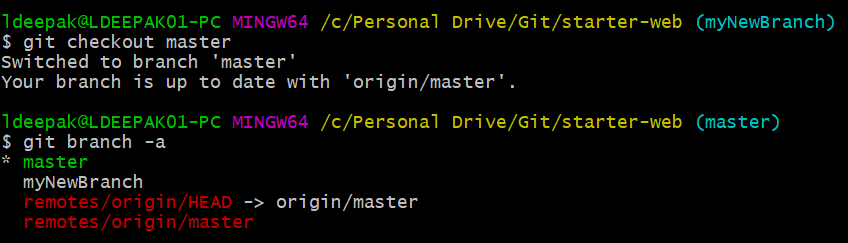 ldeepak@LDEEPAK01-PC MINGW64 /c/Personal Drive/Git/starter-web (myNewBranch)
$ git checkout master
Switched to branch 'master'
Your branch is up to date with 'origin/master'.
ldeepak@LDEEPAK01-PC MINGW64 /c/Personal Drive/Git/starter-web (master)
$ git branch -a
* master
  myNewBranch
  remotes/origin/HEAD -> origin/master
  remotes/origin/master